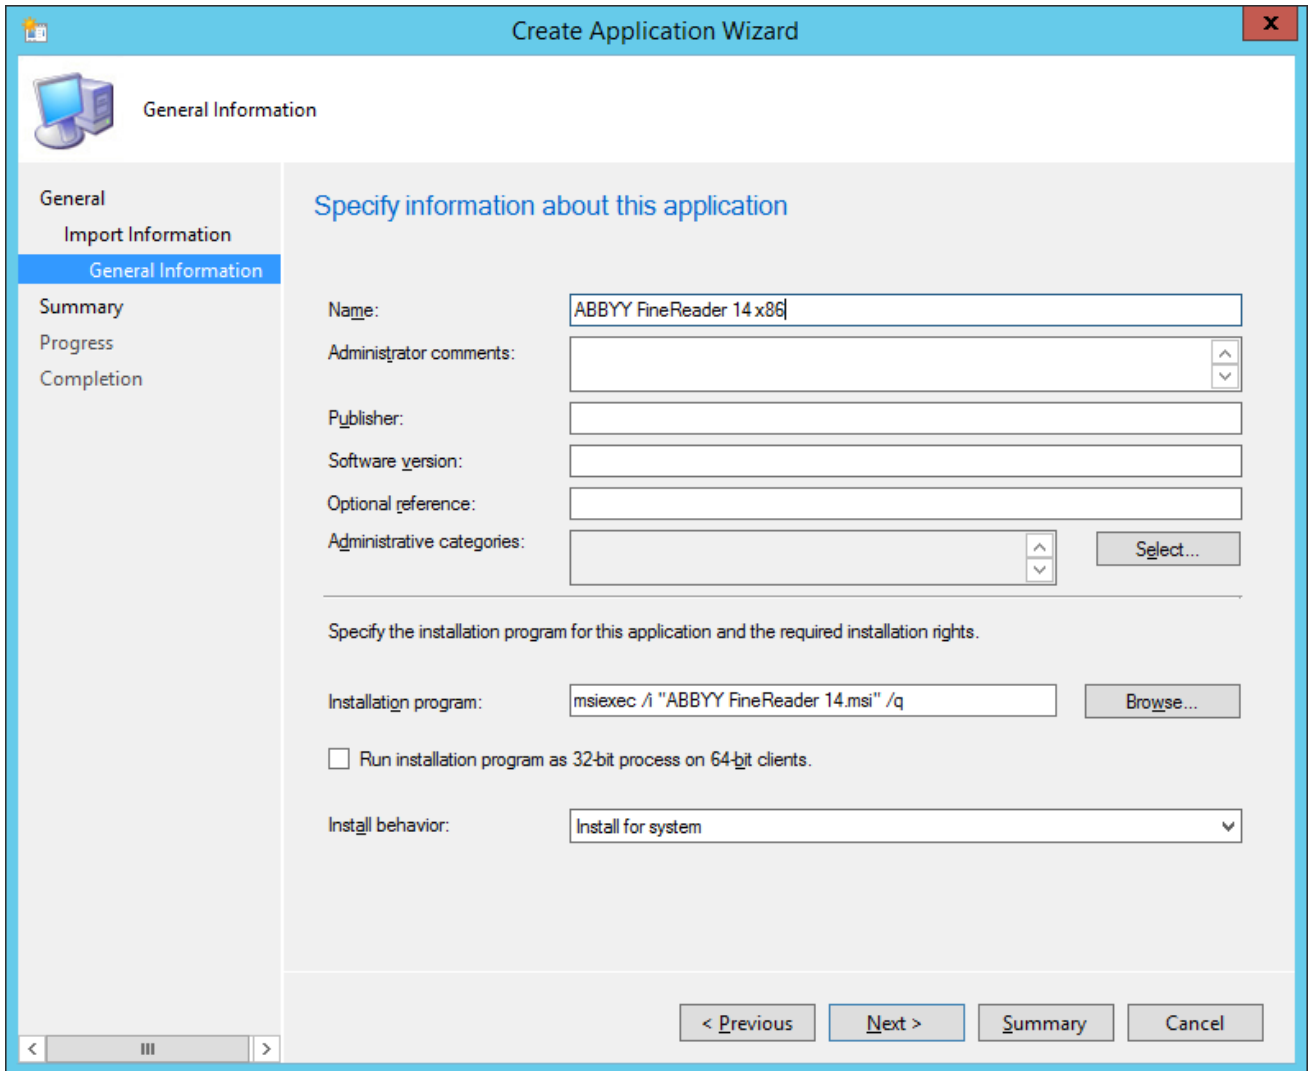 Create Application Wizard
x
General Information
General
Import Information
General Information
Summary
Progress
Completion
Specify information about this application
Name: ABBYY FineReader 14 x86
Administrator comments:
Publisher:
Software version:
Optional reference:
Administrative categories: Select...
Specify the installation program for this application and the required installation rights.
Installation program: msiexec /i "ABBYY FineReader 14.msi" /q Browse...
Run installation program as 32-bit process on 64-bit clients.
Install behavior: Install for system
< Previous Next > Summary Cancel